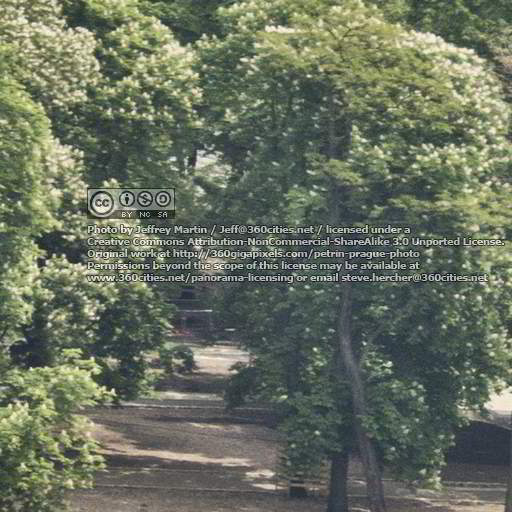 cc
BY NC SA
Photo by Jeffrey Martin / Jeff@360cities.net / licensed under a
Creative Commons Attribution-NonCommercial-ShareAlike 3.0 Unported License.
Original work at http://360gigapixels.com/petrin-prague-photo
Permissions beyond the scope of this license may be available at
www.360cities.net/panorama-licensing or email steve.hercher@360cities.net